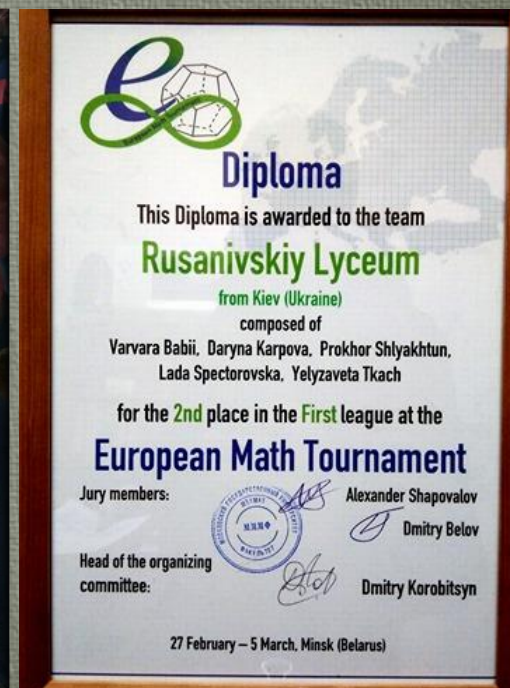 European Math Tournament
Diploma
This Diploma is awarded to the team
Rusanivskiy Lyceum
from Kiev (Ukraine)
composed of
Varvara Babii, Daryna Karpova, Prokhor Shlyakhtun,
Lada Spectorovska, Yelyzaveta Tkach
for the 2nd place in the First league at the
European Math Tournament
Jury members:
Alexander Shapovalov
Dmitry Belov
Head of the organizing
committee:
Dmitry Korobitsyn
27 February – 5 March, Minsk (Belarus)